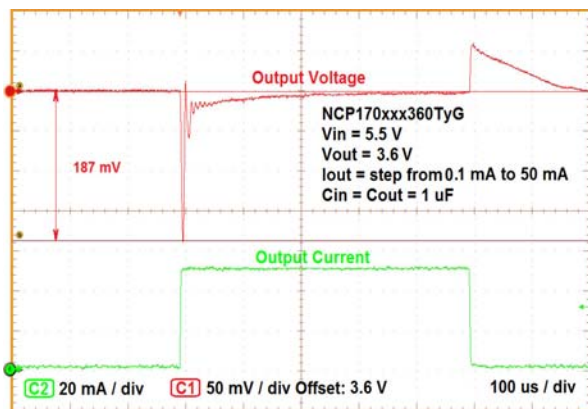 Output Voltage
187 mV
NCP170xxx360TyG
Vin = 5.5 V
Vout = 3.6 V
Iout = step from 0.1 mA to 50 mA
Cin = Cout = 1 uF
Output Current
C2 20 mA / div C1 50 mV / div Offset: 3.6 V 100 us / div